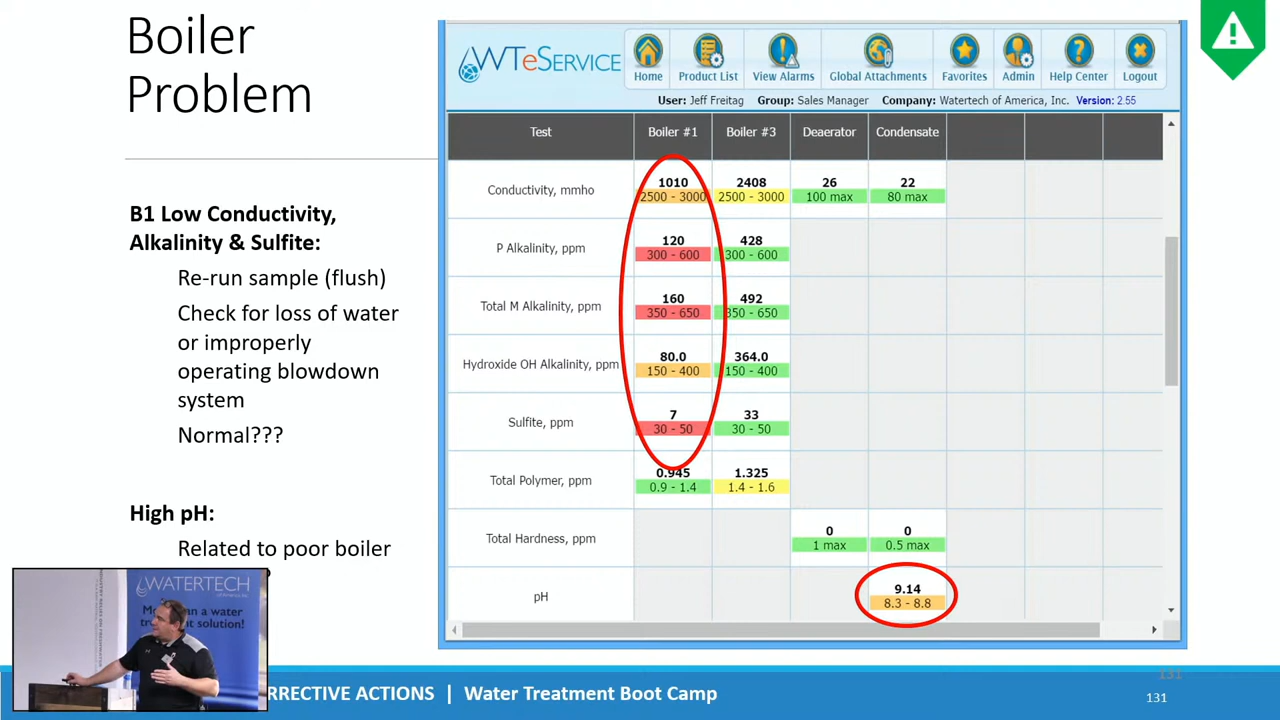 Boiler
Problem
B1 Low Conductivity,
Alkalinity & Sulfite:
Re-run sample (flush)
Check for loss of water
or improperly
operating blowdown
system
Normal???
High pH:
Related to poor boiler
WTeSERVICE
Home
Product List
View Alarms
Global Attachments
Favorites
Admin
Help Center
Logout
User: Jeff Freitag Group: Sales Manager Company: Watertech of America, Inc. Version: 2.55
Test Boiler #1 Boiler #3 Deaerator Condensate
Conductivity, mmho
1010 2408 26 22
2500 - 3000 2500 - 3000 100 max 80 max
P Alkalinity, ppm
120 428
300 - 600 300 - 600
Total M Alkalinity, ppm
160 492
350 - 650 350 - 650
Hydroxide OH Alkalinity, ppm
80.0 364.0
150 - 400 150 - 400
Sulfite, ppm
7 33
30 - 50 30 - 50
Total Polymer, ppm
0.945 1.325
0.9 - 1.4 1.4 - 1.6
Total Hardness, ppm
0 0
1 max 0.5 max
pH
9.14
8.3 - 8.8
WATERTECH
than a water
solution!
RRECTIVE ACTIONS | Water Treatment Boot Camp
131
131